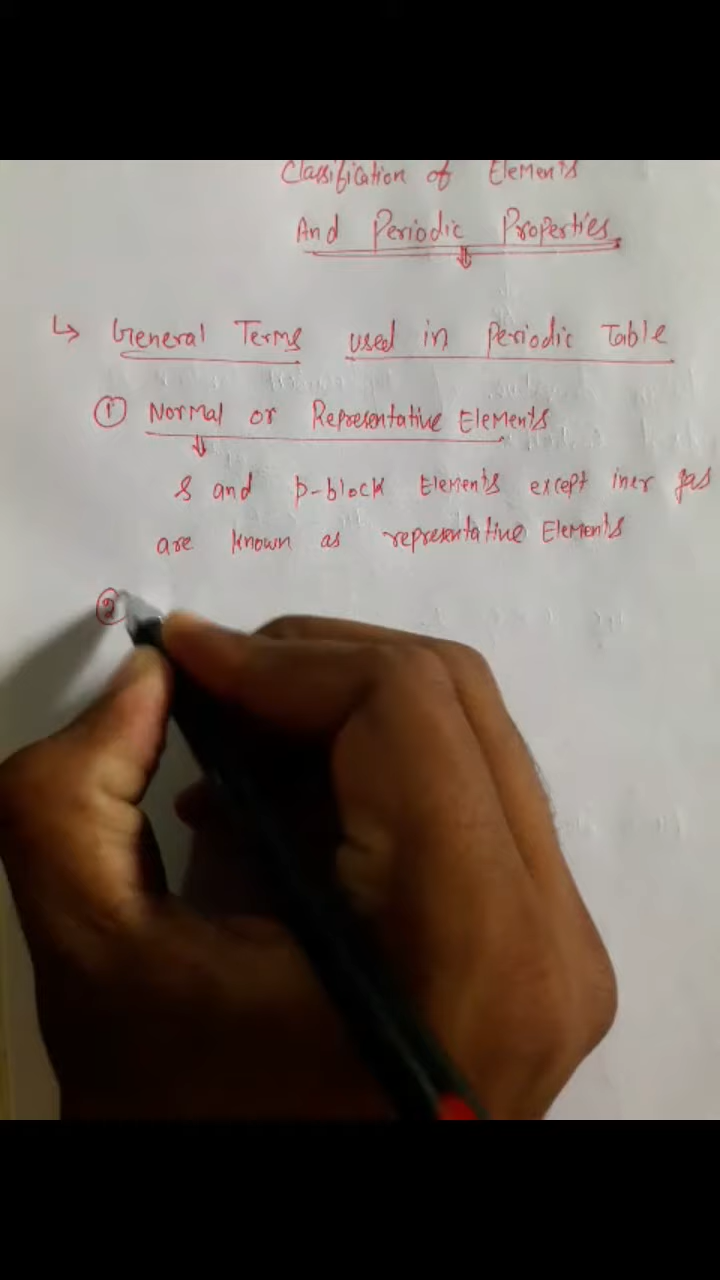 Classification of Elements
And Periodic Properties
↳ General Terms used in Periodic Table
① Normal or Representative Elements
s and p-block Elements except iner gas
are known as representative Elements
②